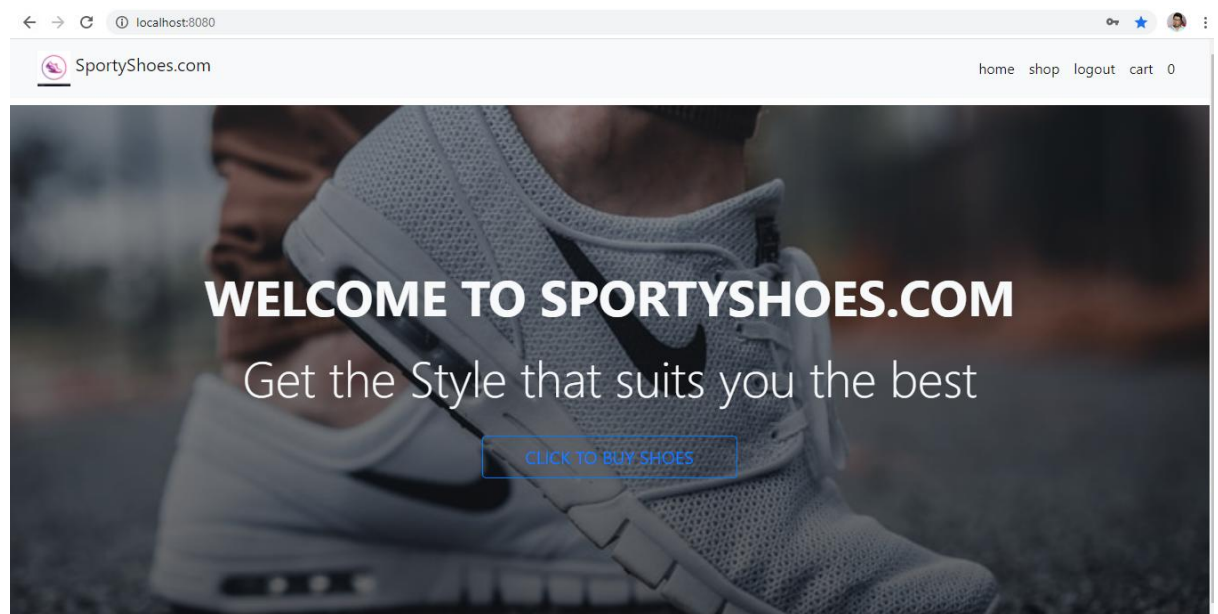 localhost:8080
SportyShoes.com
home shop logout cart 0
WELCOME TO SPORTYSHOES.COM
Get the Style that suits you the best
CLICK TO BUY SHOES